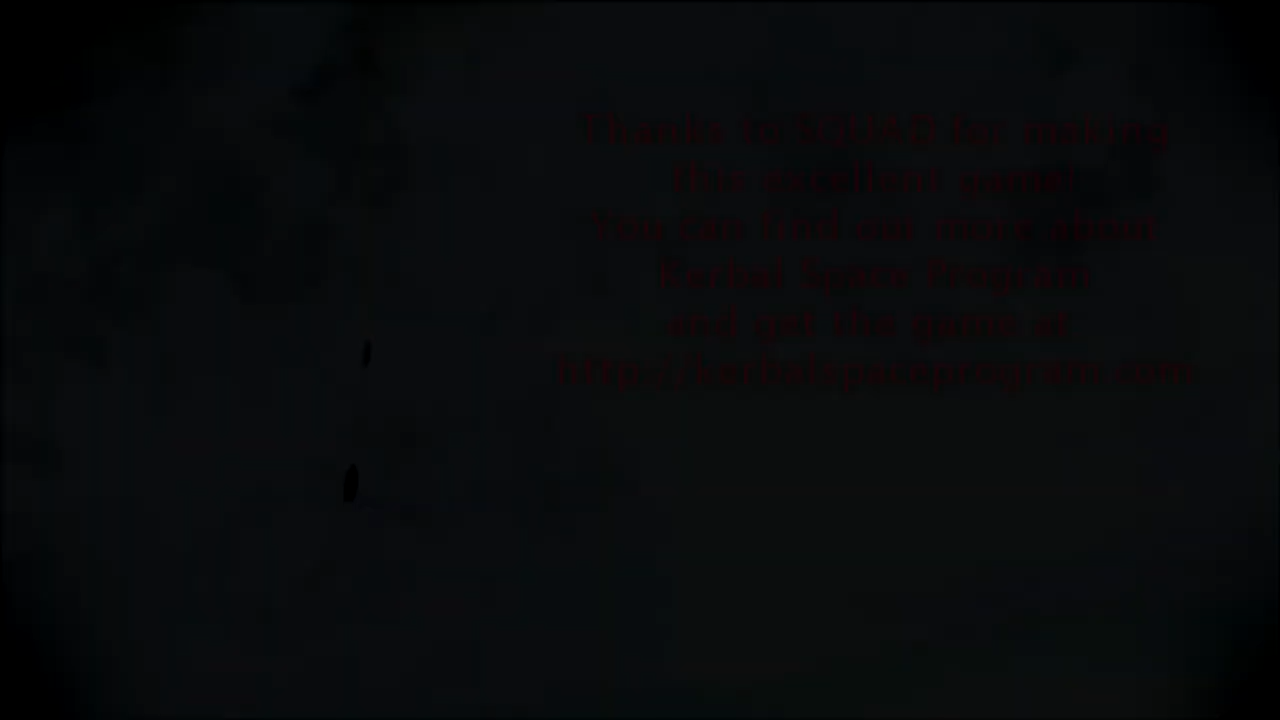 Thanks to SQUAD by making
this excellent game!
You can find out more about
Kerbal Space Program
and get the game at
http://kerbalspaceprogram.com